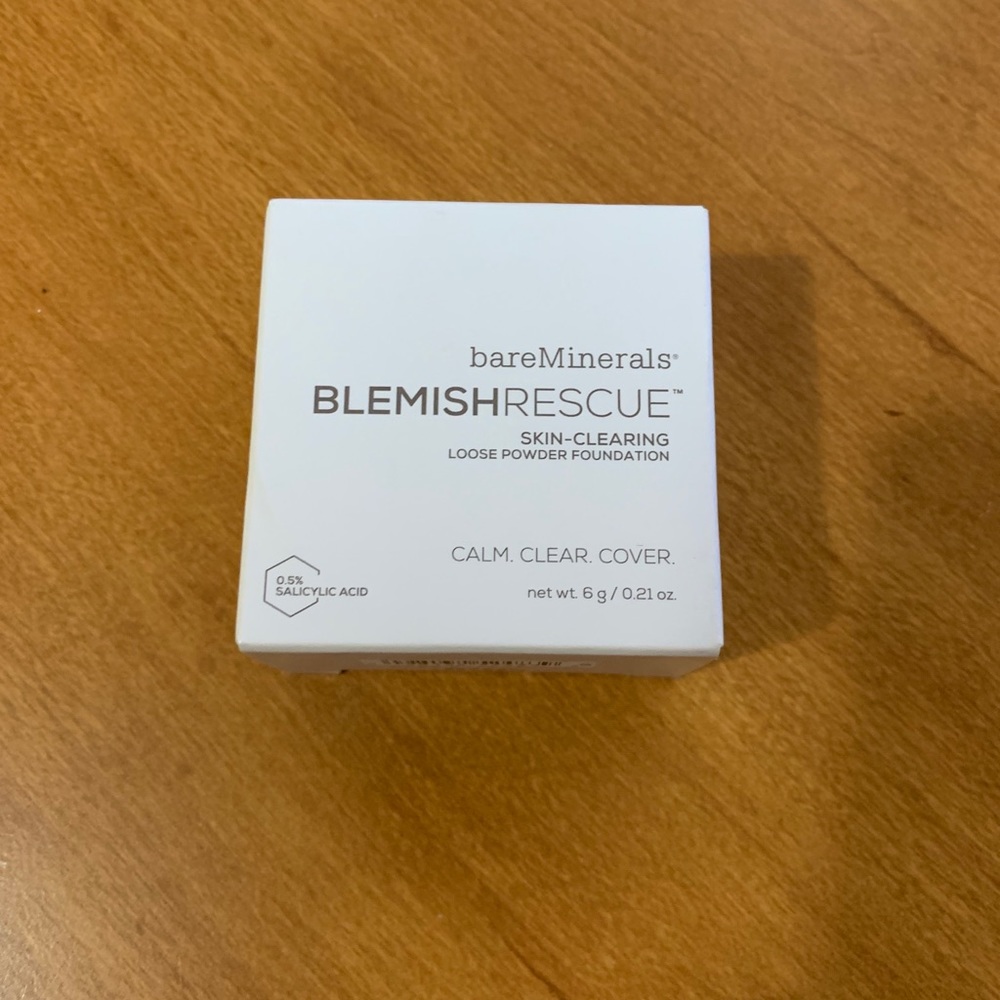 bareMinerals®
BLEMISHRESCUE™
SKIN-CLEARING
LOOSE POWDER FOUNDATION
CALM. CLEAR. COVER.
0.5%
SALICYLIC ACID
net wt. 6 g / 0.21 oz.